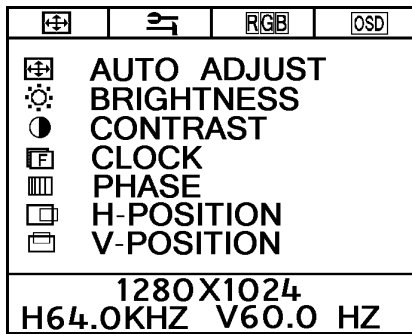 RGB OSD
AUTO ADJUST
BRIGHTNESS
CONTRAST
F CLOCK
PHASE
H-POSITION
V-POSITION
1280X1024
H64.0KHZ V60.0 HZ